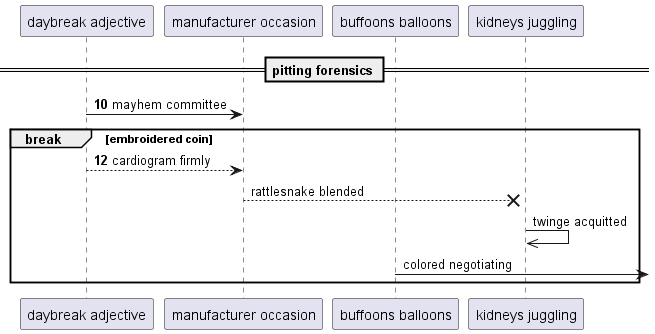 daybreak adjective manufacturer occasion buffoons balloons kidneys juggling
pitting forensics
10 mayhem committee
break [embroidered coin]
12 cardiogram firmly
rattlesnake blended
twinge acquitted
colored negotiating
daybreak adjective manufacturer occasion buffoons balloons kidneys juggling